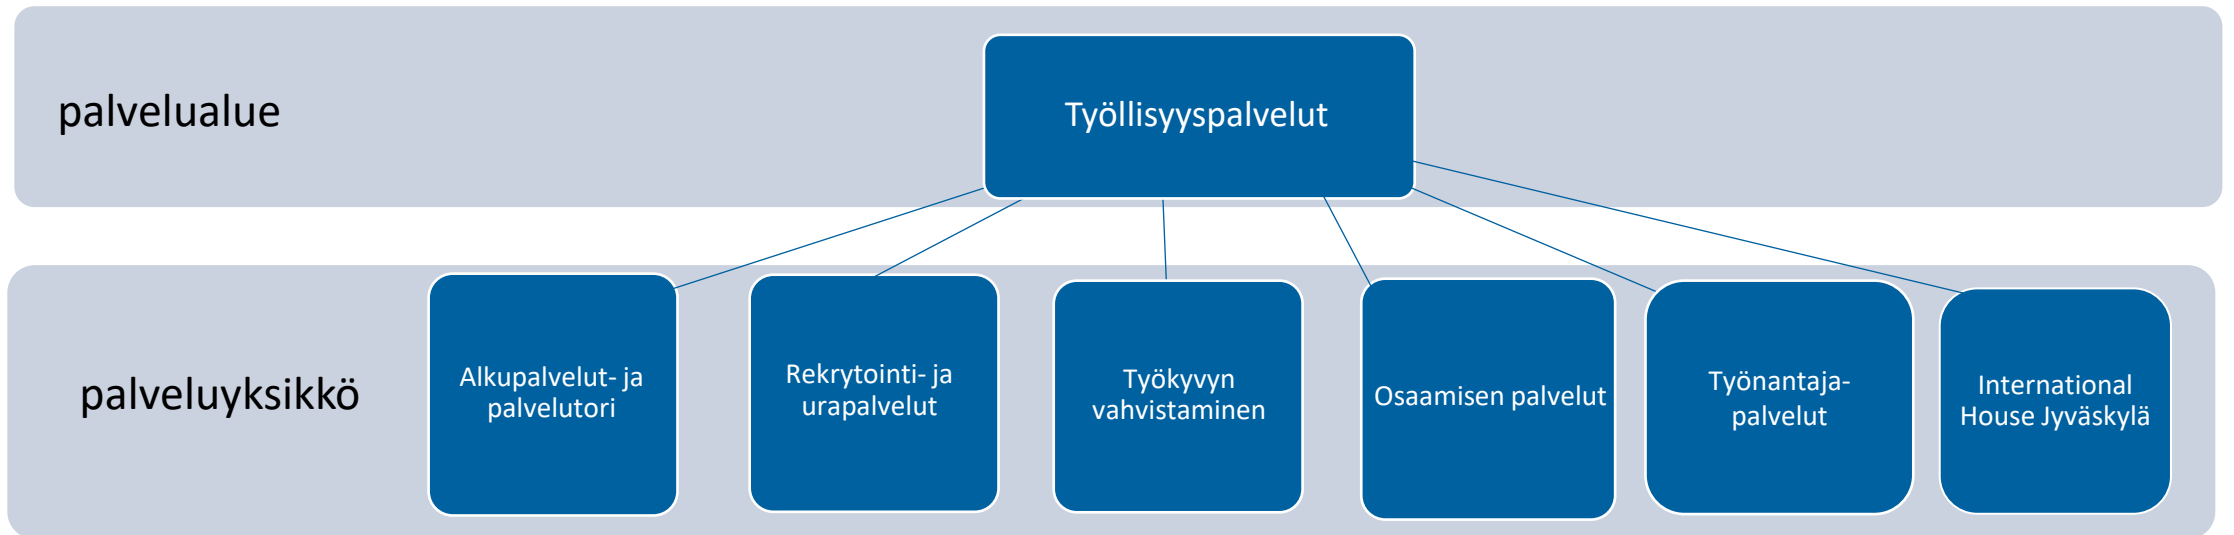 palvelualue
Työllisyyspalvelut
palveluyksikkö
Alkupalvelut- ja
palvelutori
Rekrytointi- ja
urapalvelut
Työkyvyn
vahvistaminen
Osaamisen palvelut
Työnantaja-
palvelut
International
House Jyväskylä